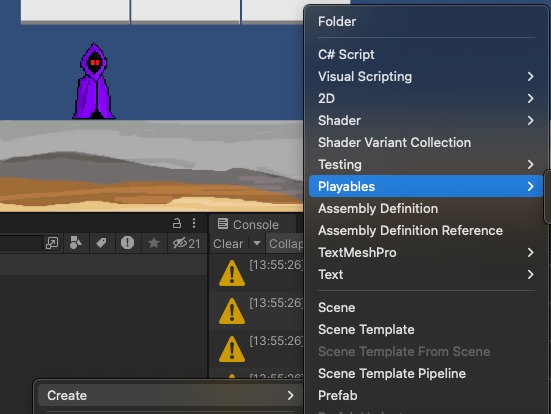 Folder
C# Script
Visual Scripting
2D
Shader
Shader Variant Collection
Testing
Playables
Assembly Definition
Assembly Definition Reference
TextMeshPro
Text
Scene
Scene Template
Scene Template From Scene
Scene Template Pipeline
Prefab
21
Console
Clear
Collap
[13:55:26]
[13:55:26]
[13:55:26]
Create